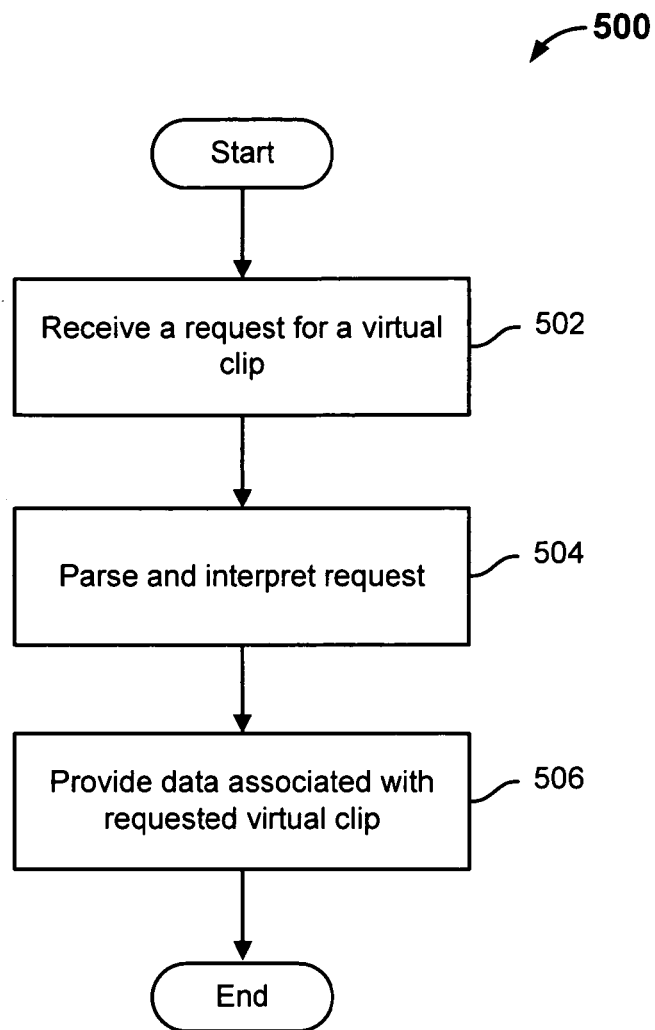 500
Start
Receive a request for a virtual
clip
502
Parse and interpret request
504
Provide data associated with
requested virtual clip
506
End